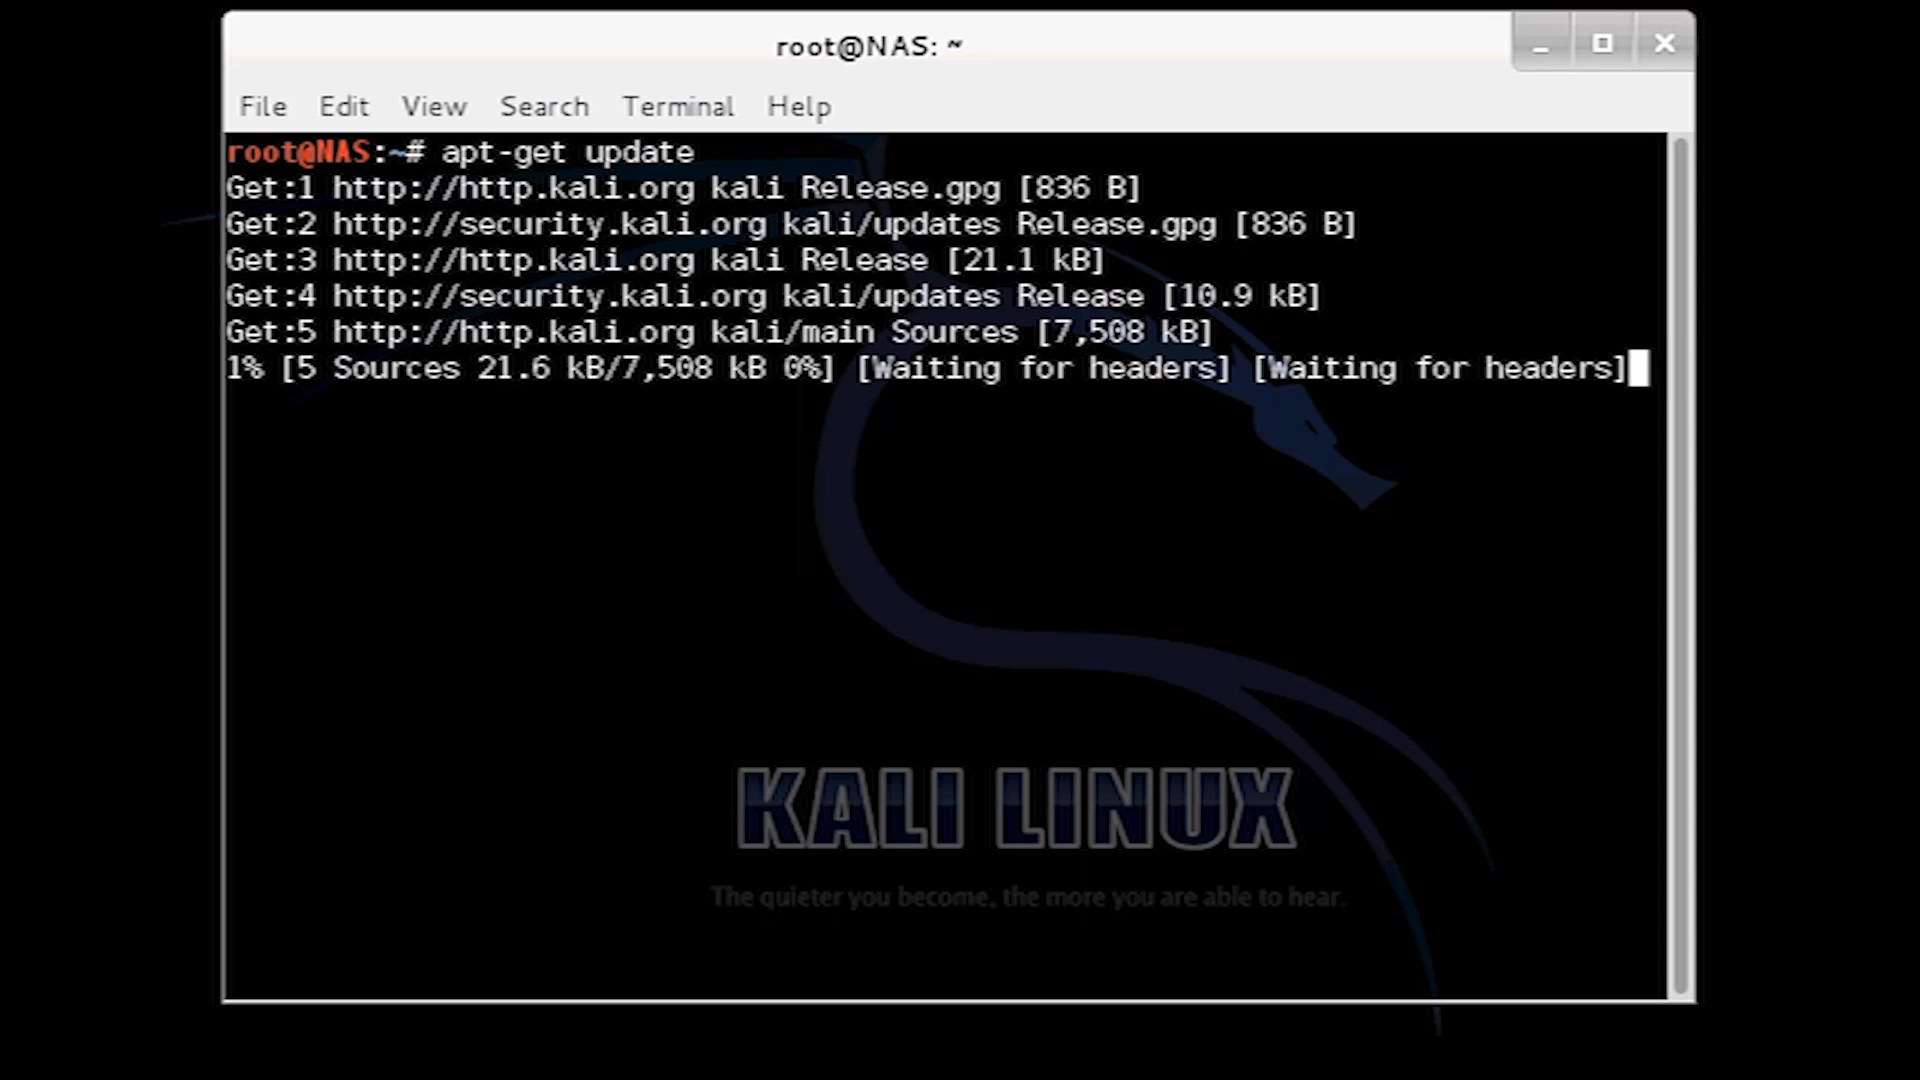 root@NAS: ~
File Edit View Search Terminal Help
root@NAS:~# apt-get update
Get:1 http://http.kali.org kali Release.gpg [836 B]
Get:2 http://security.kali.org kali/updates Release.gpg [836 B]
Get:3 http://http.kali.org kali Release [21.1 kB]
Get:4 http://security.kali.org kali/updates Release [10.9 kB]
Get:5 http://http.kali.org kali/main Sources [7,508 kB]
1% [5 Sources 21.6 kB/7,508 kB 0%] [Waiting for headers] [Waiting for headers]
KALI LINUX
The quieter you become, the more you are able to hear.